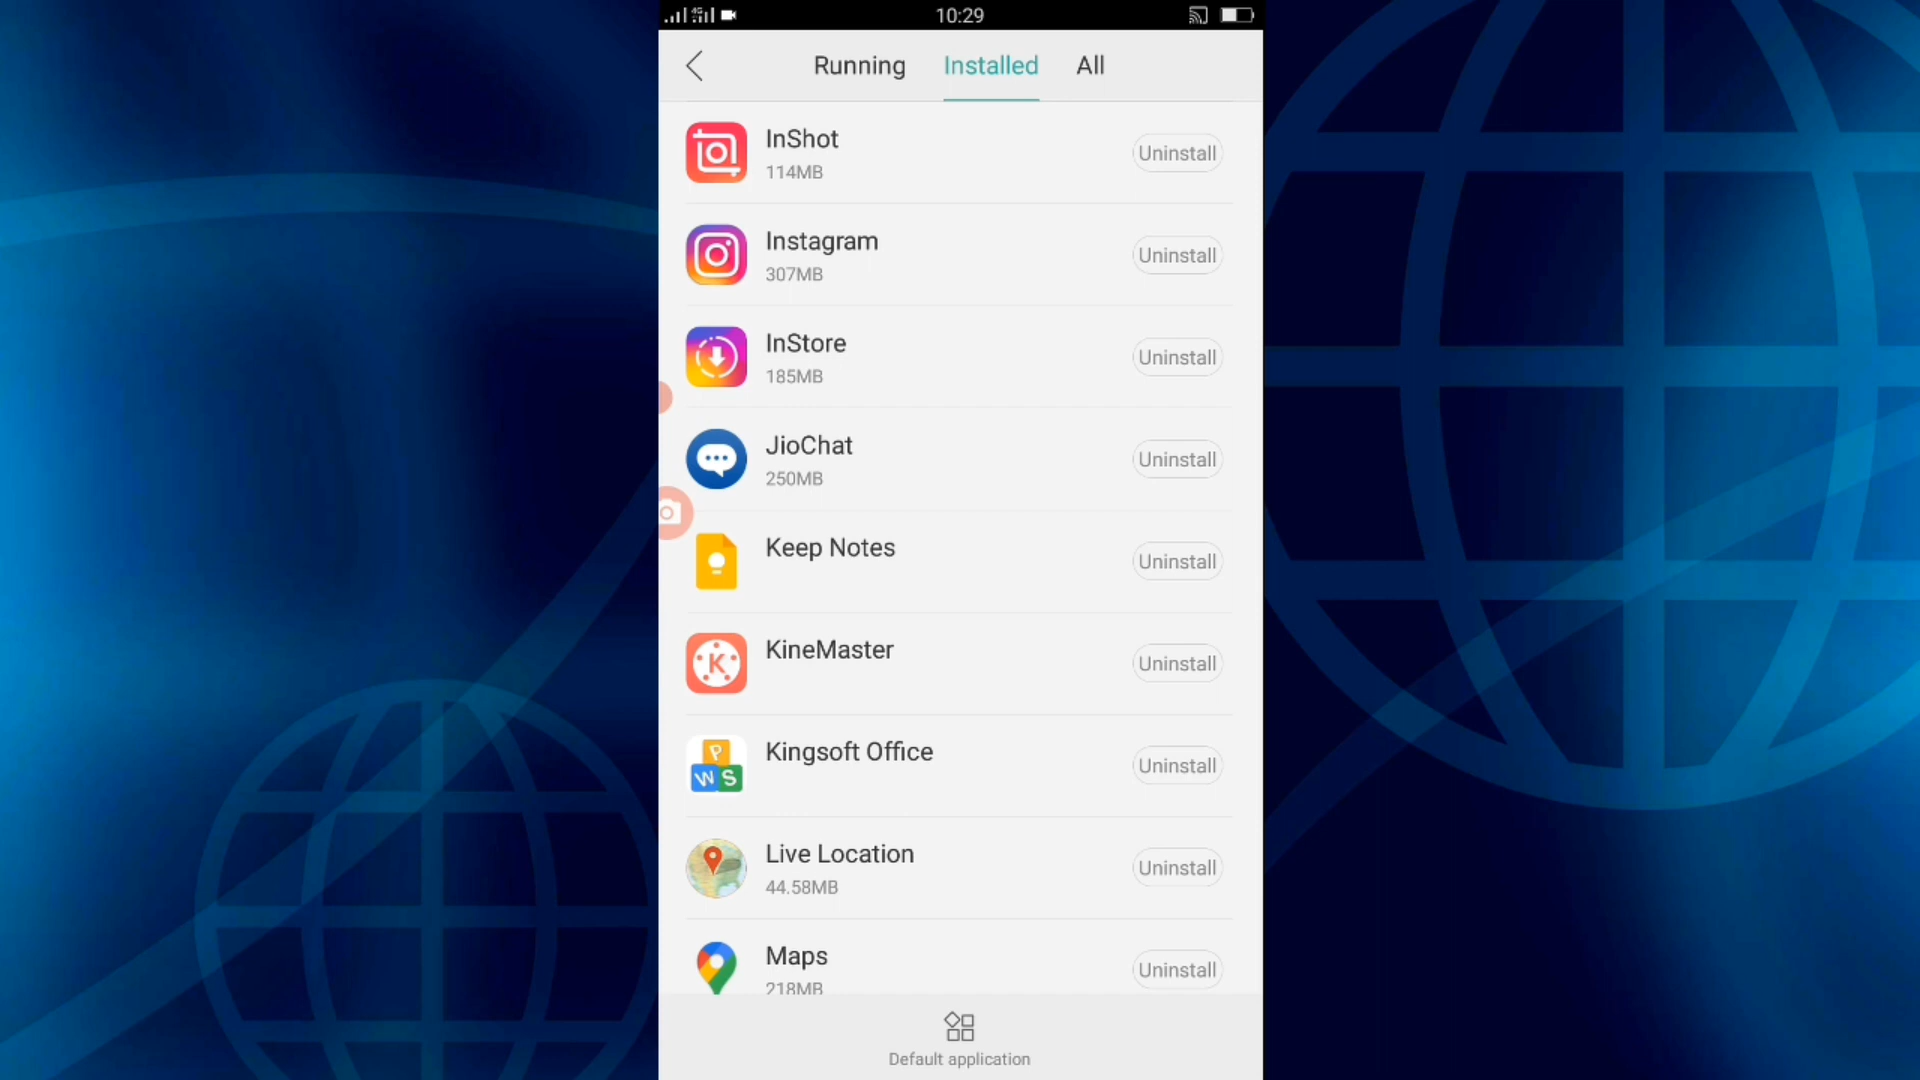 4G
10:29
Running
Installed
All
InShot
114MB
Uninstall
Instagram
307MB
Uninstall
InStore
185MB
Uninstall
JioChat
250MB
Uninstall
Keep Notes
Uninstall
K
KineMaster
Uninstall
P
W S
Kingsoft Office
Uninstall
Live Location
44.58MB
Uninstall
Maps
218MB
Uninstall
Default application